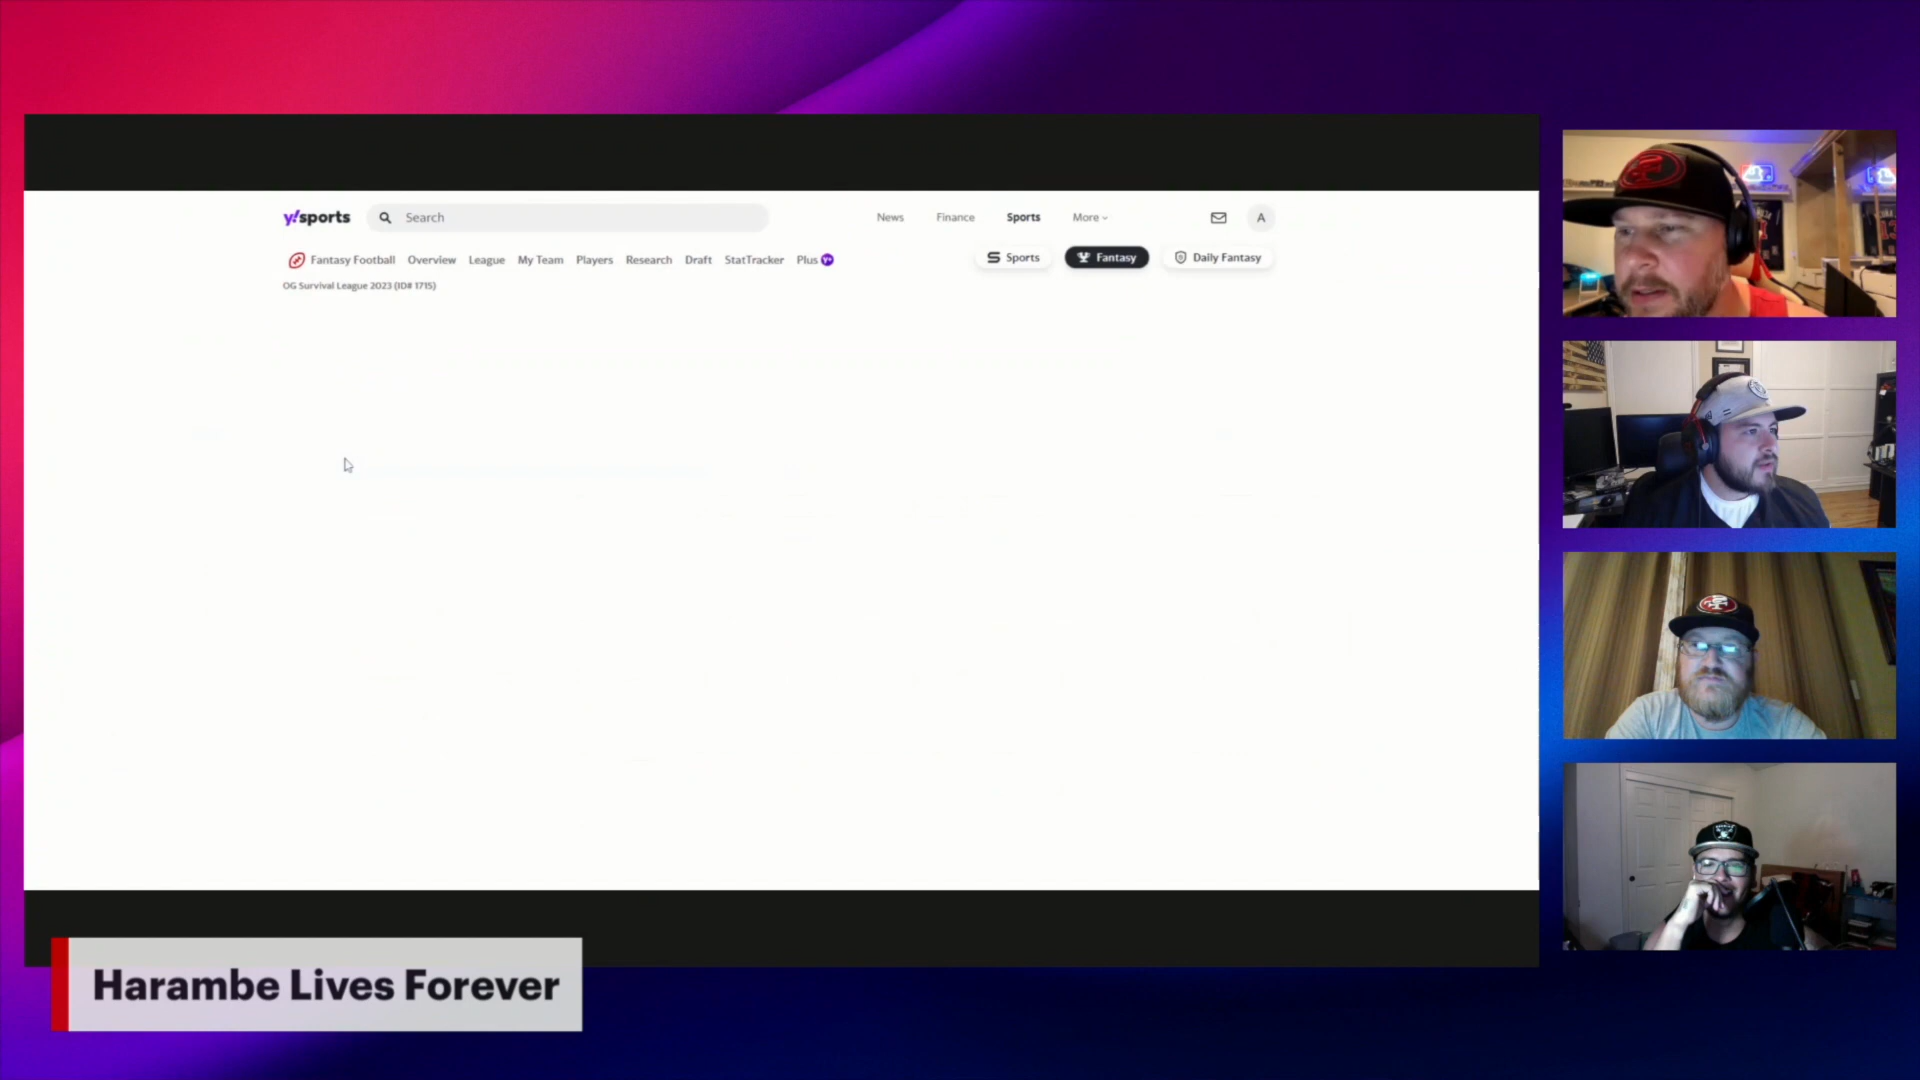 y!sports Search News Finance Sports More A
Fantasy Football Overview League My Team Players Research Draft StatTracker Plus Y+ Sports Fantasy Daily Fantasy
OG Survival League 2023 (ID# 1715)
Harambe Lives Forever